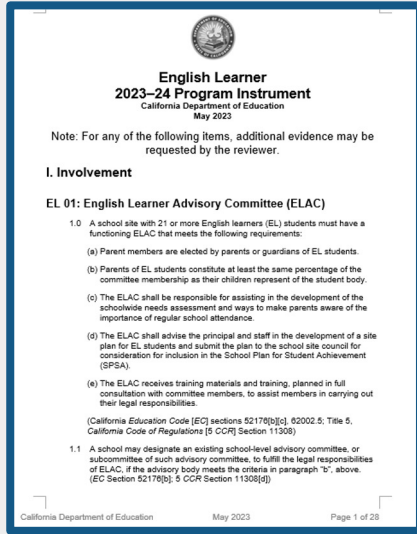 English Learner
2023–24 Program Instrument
California Department of Education
May 2023
Note: For any of the following items, additional evidence may be
requested by the reviewer.
I. Involvement
EL 01: English Learner Advisory Committee (ELAC)
1.0 A school site with 21 or more English learners (EL) students must have a
functioning ELAC that meets the following requirements:
(a) Parent members are elected by parents or guardians of EL students.
(b) Parents of EL students constitute at least the same percentage of the
committee membership as their children represent of the student body.
(c) The ELAC shall be responsible for assisting in the development of the
schoolwide needs assessment and ways to make parents aware of the
importance of regular school attendance.
(d) The ELAC shall advise the principal and staff in the development of a site
plan for EL students and submit the plan to the school site council for
consideration for inclusion in the School Plan for Student Achievement
(SPSA).
(e) The ELAC receives training materials and training, planned in full
consultation with committee members, to assist members in carrying out
their legal responsibilities.
(California Education Code [EC] sections 52176[b][c], 62002.5; Title 5,
California Code of Regulations [5 CCR] Section 11308)
1.1 A school may designate an existing school-level advisory committee, or
subcommittee of such advisory committee, to fulfill the legal responsibilities
of ELAC, if the advisory body meets the criteria in paragraph "b", above.
(EC Section 52176[b]; 5 CCR Section 11308[d])
California Department of Education May 2023 Page 1 of 28